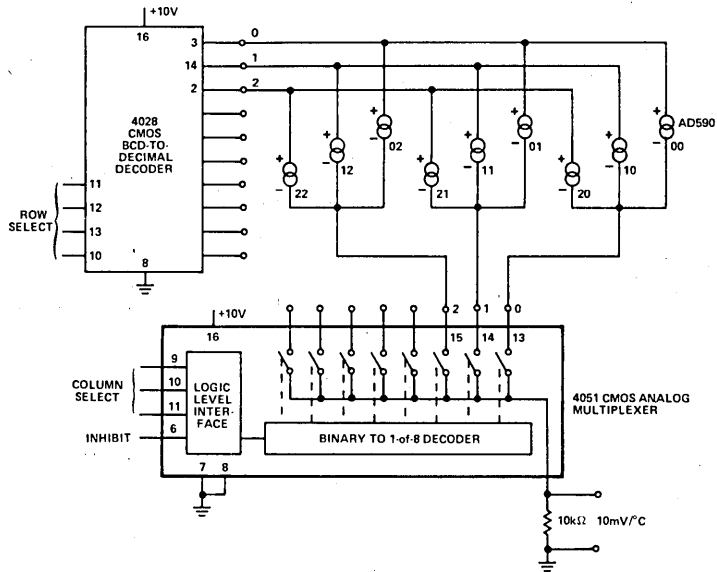 +10V
16
3
0
14
1
2
2
4028
CMOS
BCD-TO-
DECIMAL
DECODER
AD590
+
−
22
+
−
12
+
−
02
+
−
21
+
−
11
+
−
01
+
−
20
+
−
10
+
−
00
ROW
SELECT
11
12
13
10
8
+10V
16
2
1
0
15
14
13
COLUMN
SELECT
9
10
11
INHIBIT
6
LOGIC
LEVEL
INTER-
FACE
BINARY TO 1-of-8 DECODER
4051 CMOS ANALOG
MULTIPLEXER
7
8
10kΩ 10mV/°C